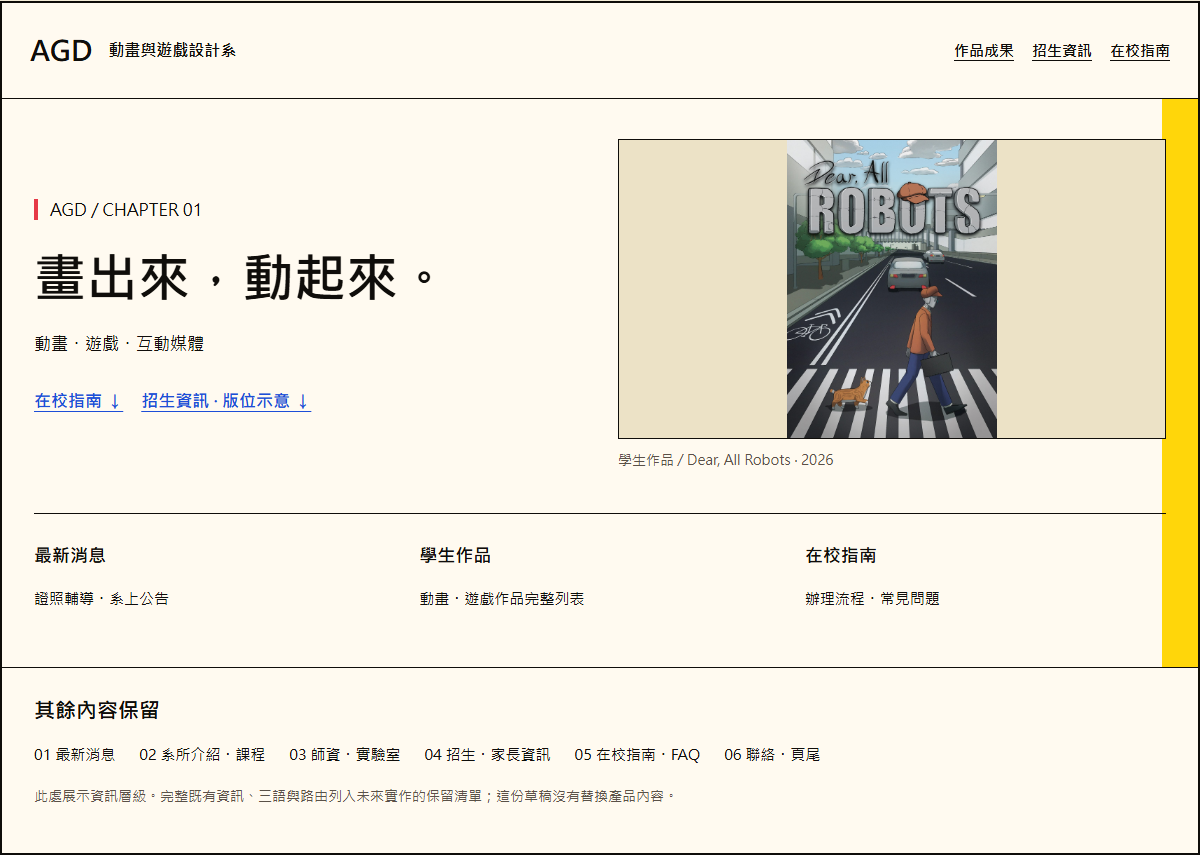 AGD 動畫與遊戲設計系
作品成果 招生資訊 在校指南
AGD / CHAPTER 01
畫出來，動起來。
動畫・遊戲・互動媒體
在校指南 ↓ 招生資訊 · 版位示意 ↓
Dear, All
ROBOTS
學生作品 / Dear, All Robots · 2026
最新消息
證照輔導・系上公告
學生作品
動畫・遊戲作品完整列表
在校指南
辦理流程・常見問題
其餘內容保留
01 最新消息 02 系所介紹・課程 03 師資・實驗室 04 招生・家長資訊 05 在校指南・FAQ 06 聯絡・頁尾
此處展示資訊層級。完整既有資訊、三語與路由列入未來實作的保留清單；這份草稿沒有替換產品內容。